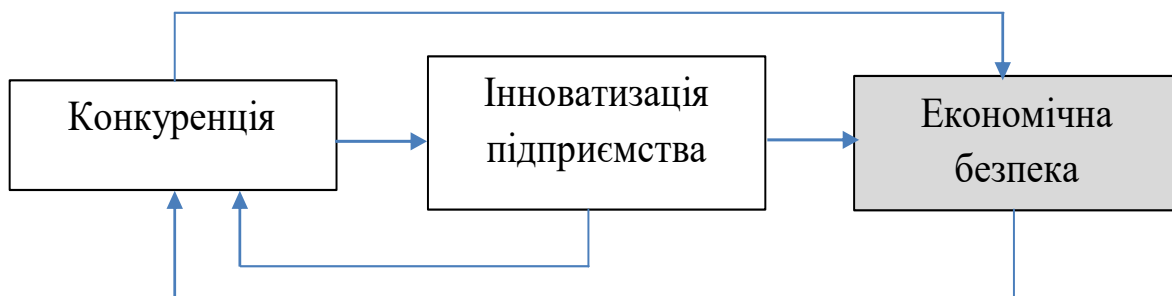 Конкуренція
Інноватизація
підприємства
Економічна
безпека